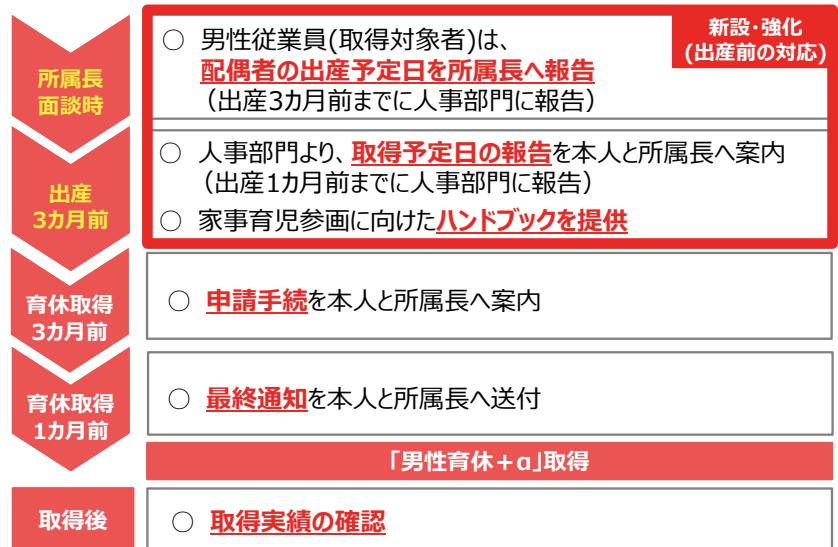 所属長
面談時
○ 男性従業員(取得対象者)は、
配偶者の出産予定日を所属長へ報告
（出産3カ月前までに人事部門に報告）
新設・強化
(出産前の対応)
出産
3カ月前
○ 人事部門より、取得予定日の報告を本人と所属長へ案内
（出産1カ月前までに人事部門に報告）
○ 家事育児参画に向けたハンドブックを提供
育休取得
3カ月前
○ 申請手続を本人と所属長へ案内
育休取得
1カ月前
○ 最終通知を本人と所属長へ送付
「男性育休＋α」取得
取得後
○ 取得実績の確認